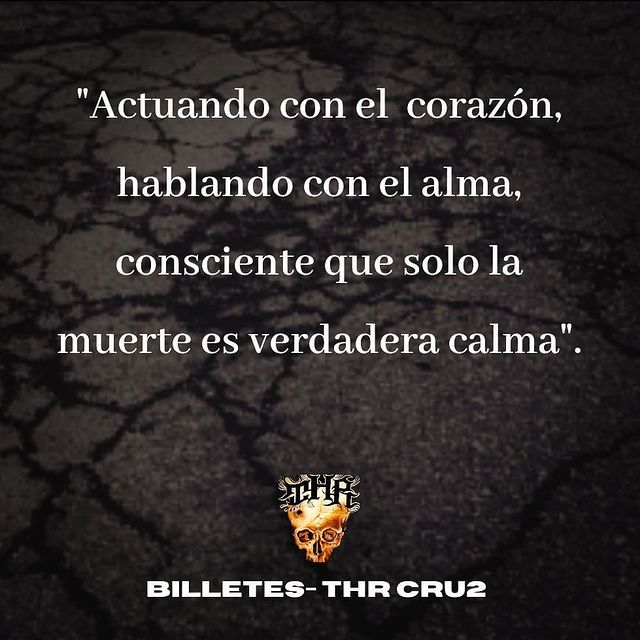 "Actuando con el corazón,
hablando con el alma,
consciente que solo la
muerte es verdadera calma".
THR
BILLETES- THR CRU2